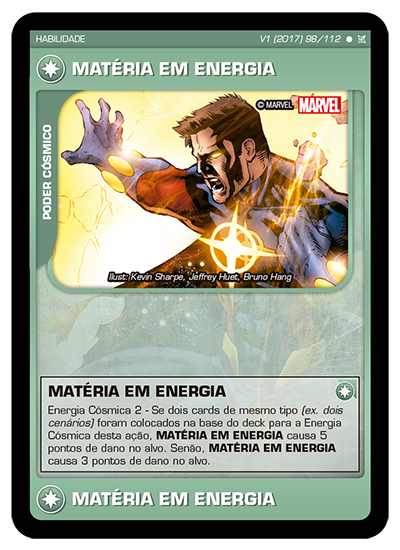 HABILIDADE
V1 (2017) 98/112
MATÉRIA EM ENERGIA
© MARVEL MARVEL
PODER CÓSMICO
Ilust: Kevin Sharpe, Jeffrey Huet, Bruno Hang
MATÉRIA EM ENERGIA
Energia Cósmica 2 - Se dois cards de mesmo tipo (ex. dois
cenários) foram colocados na base do deck para a Energia
Cósmica desta ação, MATÉRIA EM ENERGIA causa 5
pontos de dano no alvo. Senão, MATÉRIA EM ENERGIA
causa 3 pontos de dano no alvo.
MATÉRIA EM ENERGIA